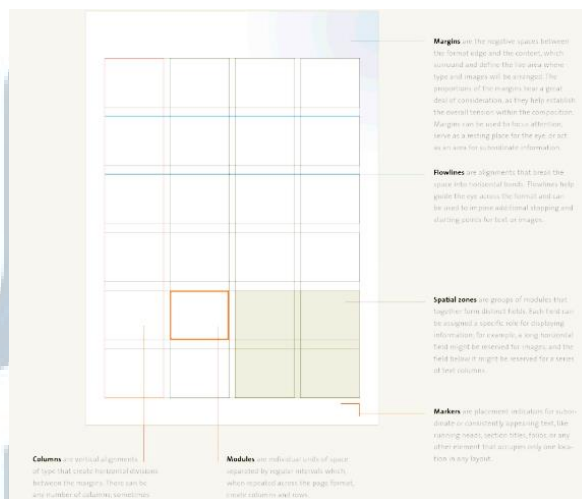 Margins are the negative spaces between
the format edge and the content, which
surround and define the live area where
type and images will be arranged. The
proportions of the margins bear a great
deal of consideration, as they help establish
the overall tension within the composition.
Margins can be used to focus attention,
serve as a resting place for the eye, or act
as an area for subordinate information.
Flowlines are alignments that break the
space into horizontal bands. Flowlines help
guide the eye across the format and can
be used to impose additional stopping and
starting points for text or images.
Spatial zones are groups of modules that
together form distinct fields. Each field can
be assigned a specific role for displaying
information; for example, a long horizontal
field might be reserved for images, and the
field below it might be reserved for a series
of text columns.
Markers are placement indicators for subor-
dinate or consistently appearing text, like
running heads, section titles, folios, or any
other element that occupies only one loca-
tion in any layout.
Columns are vertical alignments
of type that create horizontal divisions
between the margins. There can be
any number of columns; sometimes
Modules are individual units of space
separated by regular intervals which,
when repeated across the page format,
create columns and rows.